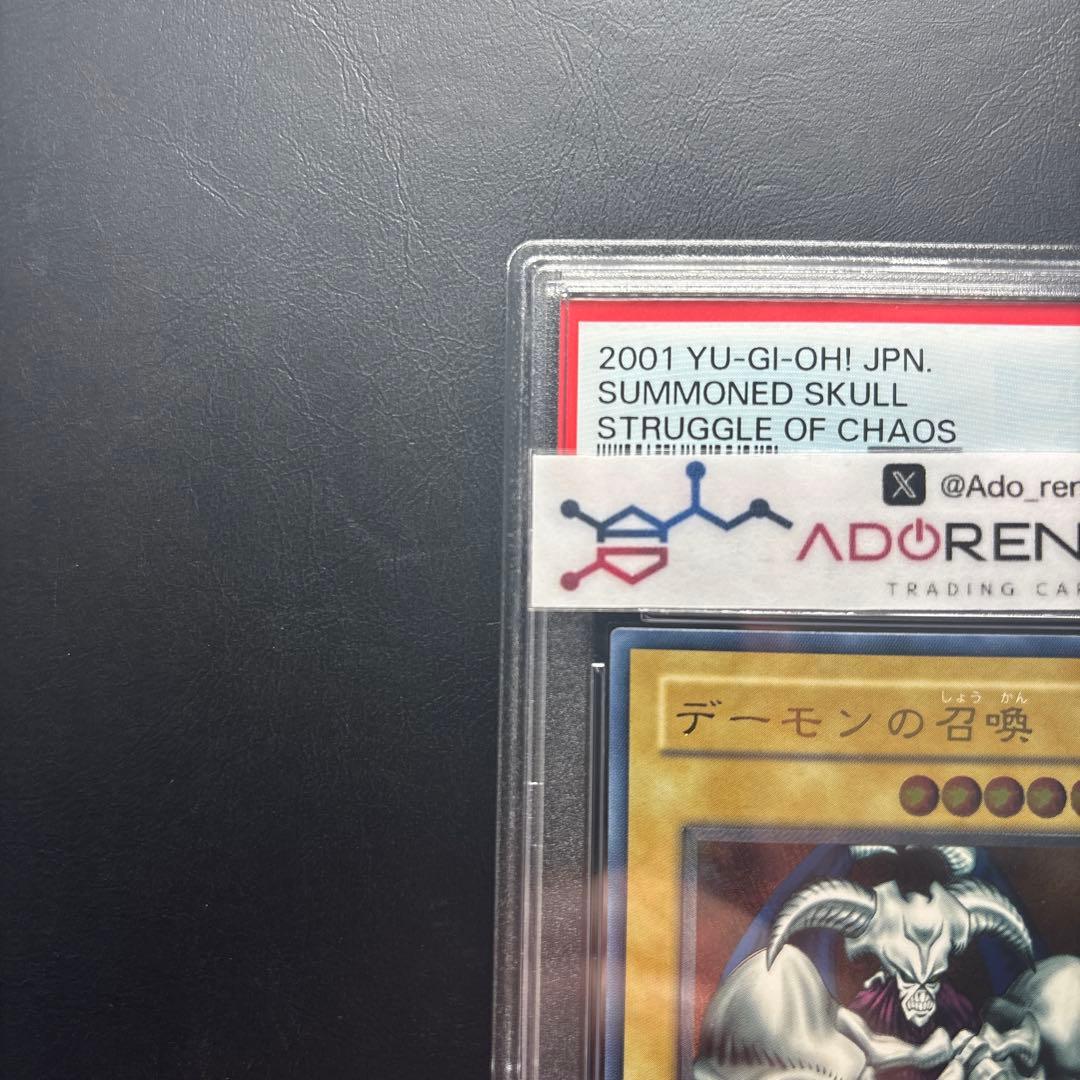 2001 YU-GI-OH! JPN.
SUMMONED SKULL
STRUGGLE OF CHAOS
𝕏 @Ado_ren
ADOREN
TRADING CAR
しょう かん
デーモンの召喚